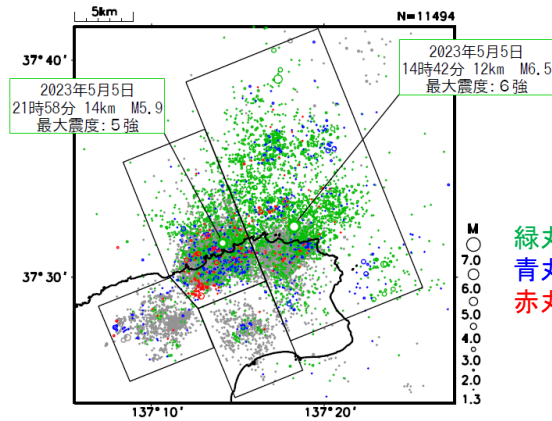 5km
N=11494
37°40′
2023年5月5日
14時42分 12km M6.5
最大震度：6強
2023年5月5日
21時58分 14km M5.9
最大震度：5強
M
緑丸
7.0
青丸
6.0
赤丸
5.0
4.0
3.0
2.0
1.3
37°30′
137°10′
137°20′